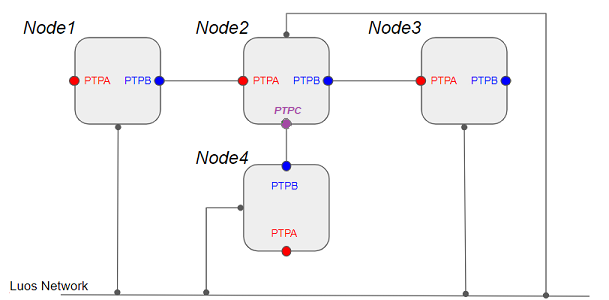 Node1 Node2 Node3
PTPA PTPB PTPA PTPB PTPA PTPB
PTPC
Node4
PTPB
PTPA
Luos Network